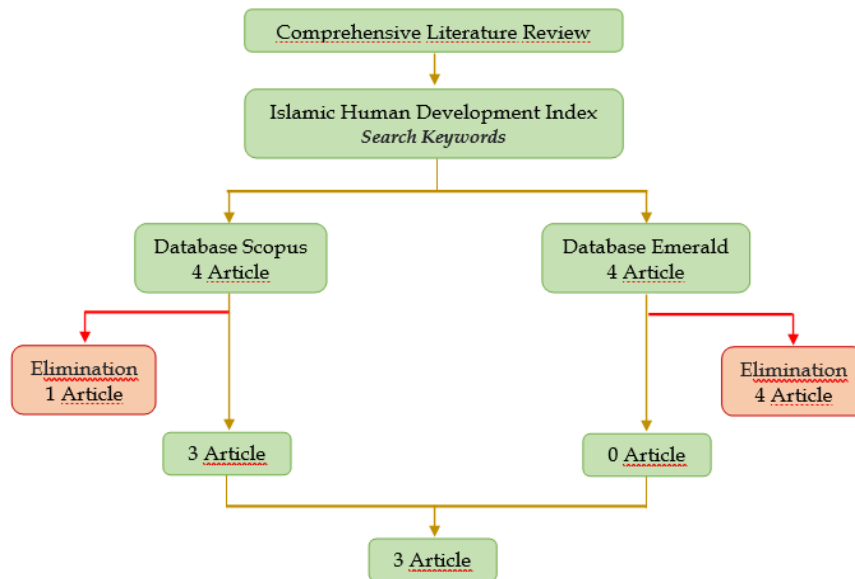 Comprehensive Literature Review
Islamic Human Development Index
Search Keywords
Database Scopus
4 Article
Database Emerald
4 Article
Elimination
1 Article
Elimination
4 Article
3 Article
0 Article
3 Article